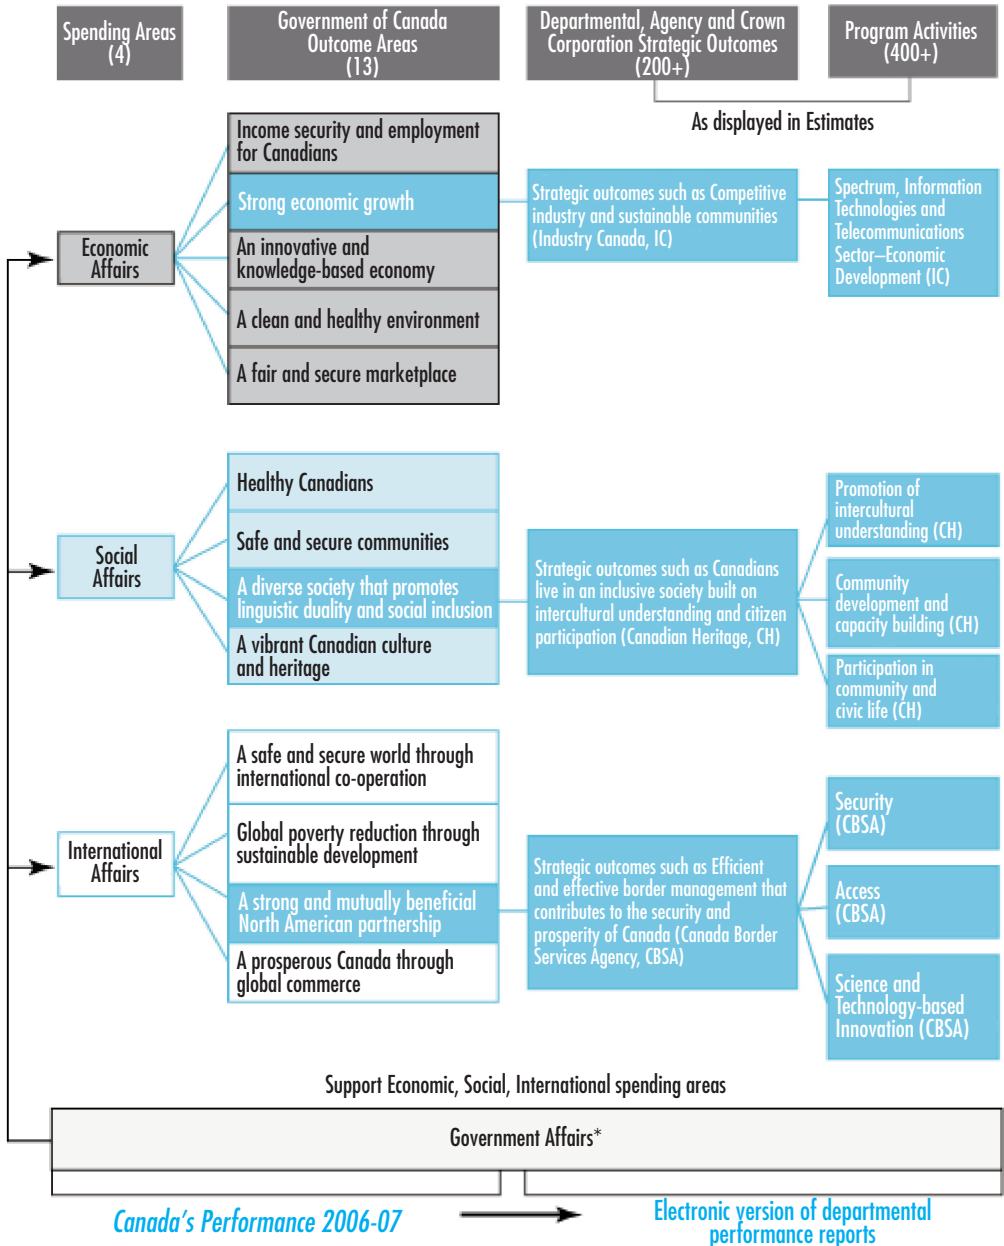 Spending Areas
(4)
Government of Canada
Outcome Areas
(13)
Departmental, Agency and Crown
Corporation Strategic Outcomes
(200+)
Program Activities
(400+)
As displayed in Estimates
Economic
Affairs
Income security and employment
for Canadians
Strong economic growth
An innovative and
knowledge-based economy
A clean and healthy environment
A fair and secure marketplace
Strategic outcomes such as Competitive
industry and sustainable communities
(Industry Canada, IC)
Spectrum, Information
Technologies and
Telecommunications
Sector–Economic
Development (IC)
Social
Affairs
Healthy Canadians
Safe and secure communities
A diverse society that promotes
linguistic duality and social inclusion
A vibrant Canadian culture
and heritage
Strategic outcomes such as Canadians
live in an inclusive society built on
intercultural understanding and citizen
participation (Canadian Heritage, CH)
Promotion of
intercultural
understanding (CH)
Community
development and
capacity building (CH)
Participation in
community and
civic life (CH)
International
Affairs
A safe and secure world through
international co-operation
Global poverty reduction through
sustainable development
A strong and mutually beneficial
North American partnership
A prosperous Canada through
global commerce
Strategic outcomes such as Efficient
and effective border management that
contributes to the security and
prosperity of Canada (Canada Border
Services Agency, CBSA)
Security
(CBSA)
Access
(CBSA)
Science and
Technology-based
Innovation (CBSA)
Support Economic, Social, International spending areas
Government Affairs*
Canada's Performance 2006-07
Electronic version of departmental
performance reports